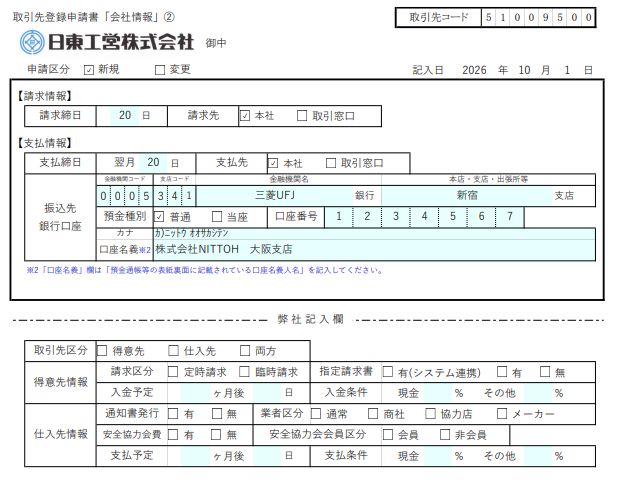 取引先登録申請書「会社情報」②
取引先コード 5 1 0 0 9 5 0 0
日東工営株式会社 御中
申請区分 ☑ 新規 ☐ 変更 記入日 2026 年 10 月 1 日
【請求情報】
請求締日 20 日 請求先 ☑ 本社 ☐ 取引窓口
【支払情報】
支払締日 翌月 20 日 支払先 ☑ 本社 ☐ 取引窓口
振込先
銀行口座
金融機関コード 支店コード 金融機関名 本店・支店・出張所等
0 0 0 5 3 4 1 三菱UFJ 銀行 新宿 支店
預金種別 ☑ 普通 ☐ 当座 口座番号 1 2 3 4 5 6 7
カナ カ)ニットウ オオサカシテン
口座名義※2 株式会社NITTOH 大阪支店
※2「口座名義」欄は「預金通帳等の表紙裏面に記載されている口座名義人名」を記入してください。
弊社記入欄
取引先区分 ☐ 得意先 ☐ 仕入先 ☐ 両方
得意先情報
請求区分 ☐ 定時請求 ☐ 臨時請求 指定請求書 ☐ 有(システム連携) ☐ 有 ☐ 無
入金予定 ヶ月後 日 入金条件 現金 % その他 %
仕入先情報
通知書発行 ☐ 有 ☐ 無 業者区分 ☐ 通常 ☐ 商社 ☐ 協力店 ☐ メーカー
安全協力会費 ☐ 有 ☐ 無 安全協力会会員区分 ☐ 会員 ☐ 非会員
支払予定 ヶ月後 日 支払条件 現金 % その他 %